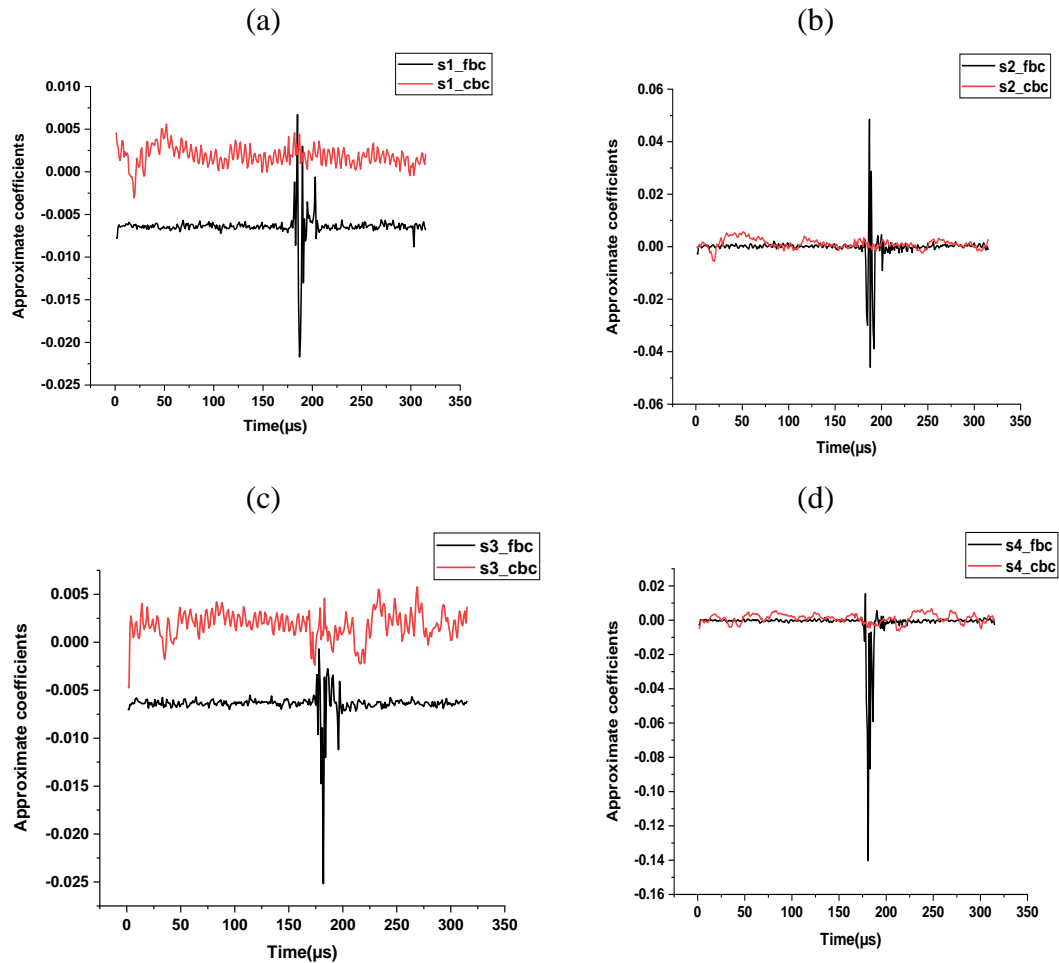 (a)
s1_fbc
s1_cbc
0.010
0.005
0.000
-0.005
-0.010
-0.015
-0.020
-0.025
Approximate coefficients
0 50 100 150 200 250 300 350
Time(μs)
(b)
s2_fbc
s2_cbc
0.06
0.04
0.02
0.00
-0.02
-0.04
-0.06
Approximate coefficients
0 50 100 150 200 250 300 350
Time(μs)
(c)
s3_fbc
s3_cbc
0.005
0.000
-0.005
-0.010
-0.015
-0.020
-0.025
Approximate coefficients
0 50 100 150 200 250 300 350
Time(μs)
(d)
s4_fbc
s4_cbc
0.02
0.00
-0.02
-0.04
-0.06
-0.08
-0.10
-0.12
-0.14
-0.16
Approximate coefficients
0 50 100 150 200 250 300 350
Time(μs)